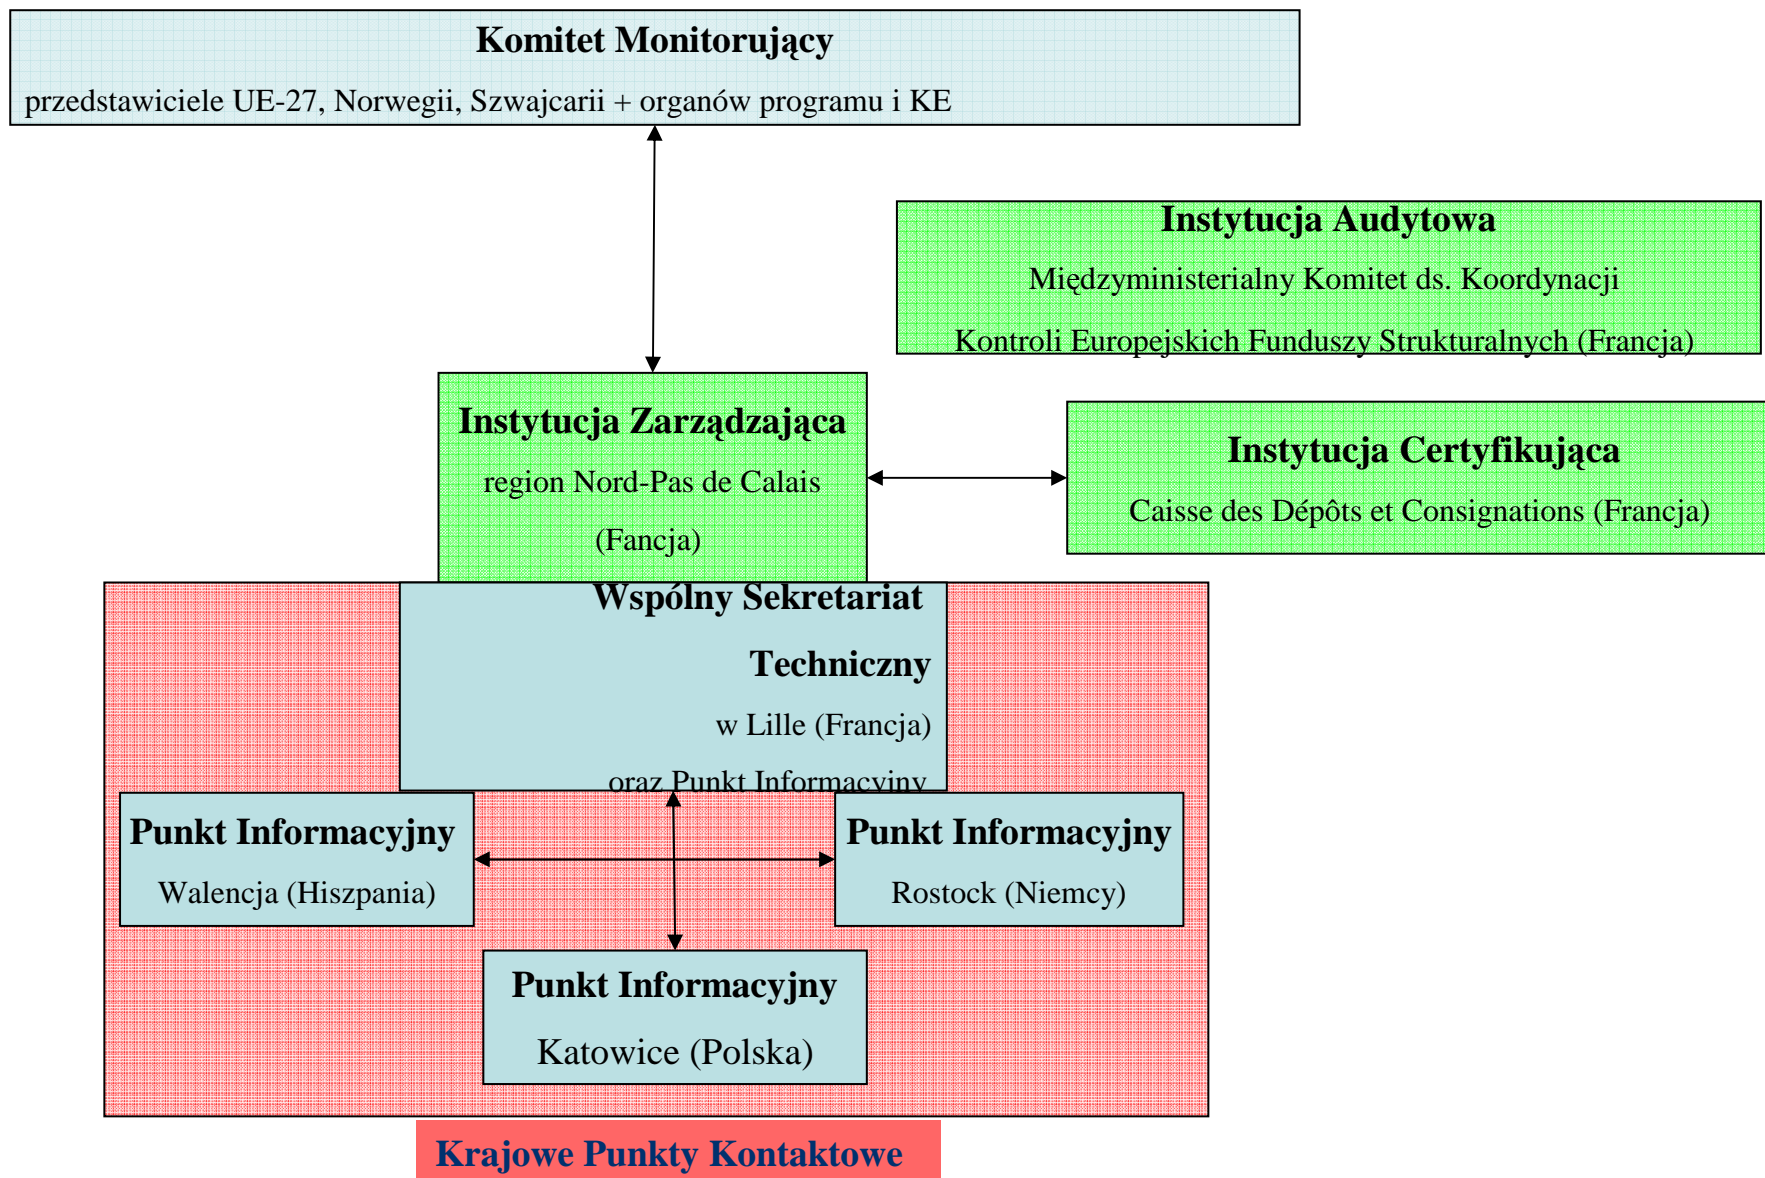 Komitet Monitorujący
przedstawiciele UE-27, Norwegii, Szwajcarii + organów programu i KE
Instytucja Audytowa
Międzyministerialny Komitet ds. Koordynacji
Kontroli Europejskich Funduszy Strukturalnych (Francja)
Instytucja Zarządzająca
region Nord-Pas de Calais
(Fancja)
Instytucja Certyfikująca
Caisse des Dépôts et Consignations (Francja)
Wspólny Sekretariat
Techniczny
w Lille (Francja)
oraz Punkt Informacyjny
Punkt Informacyjny
Walencja (Hiszpania)
Punkt Informacyjny
Rostock (Niemcy)
Punkt Informacyjny
Katowice (Polska)
Krajowe Punkty Kontaktowe